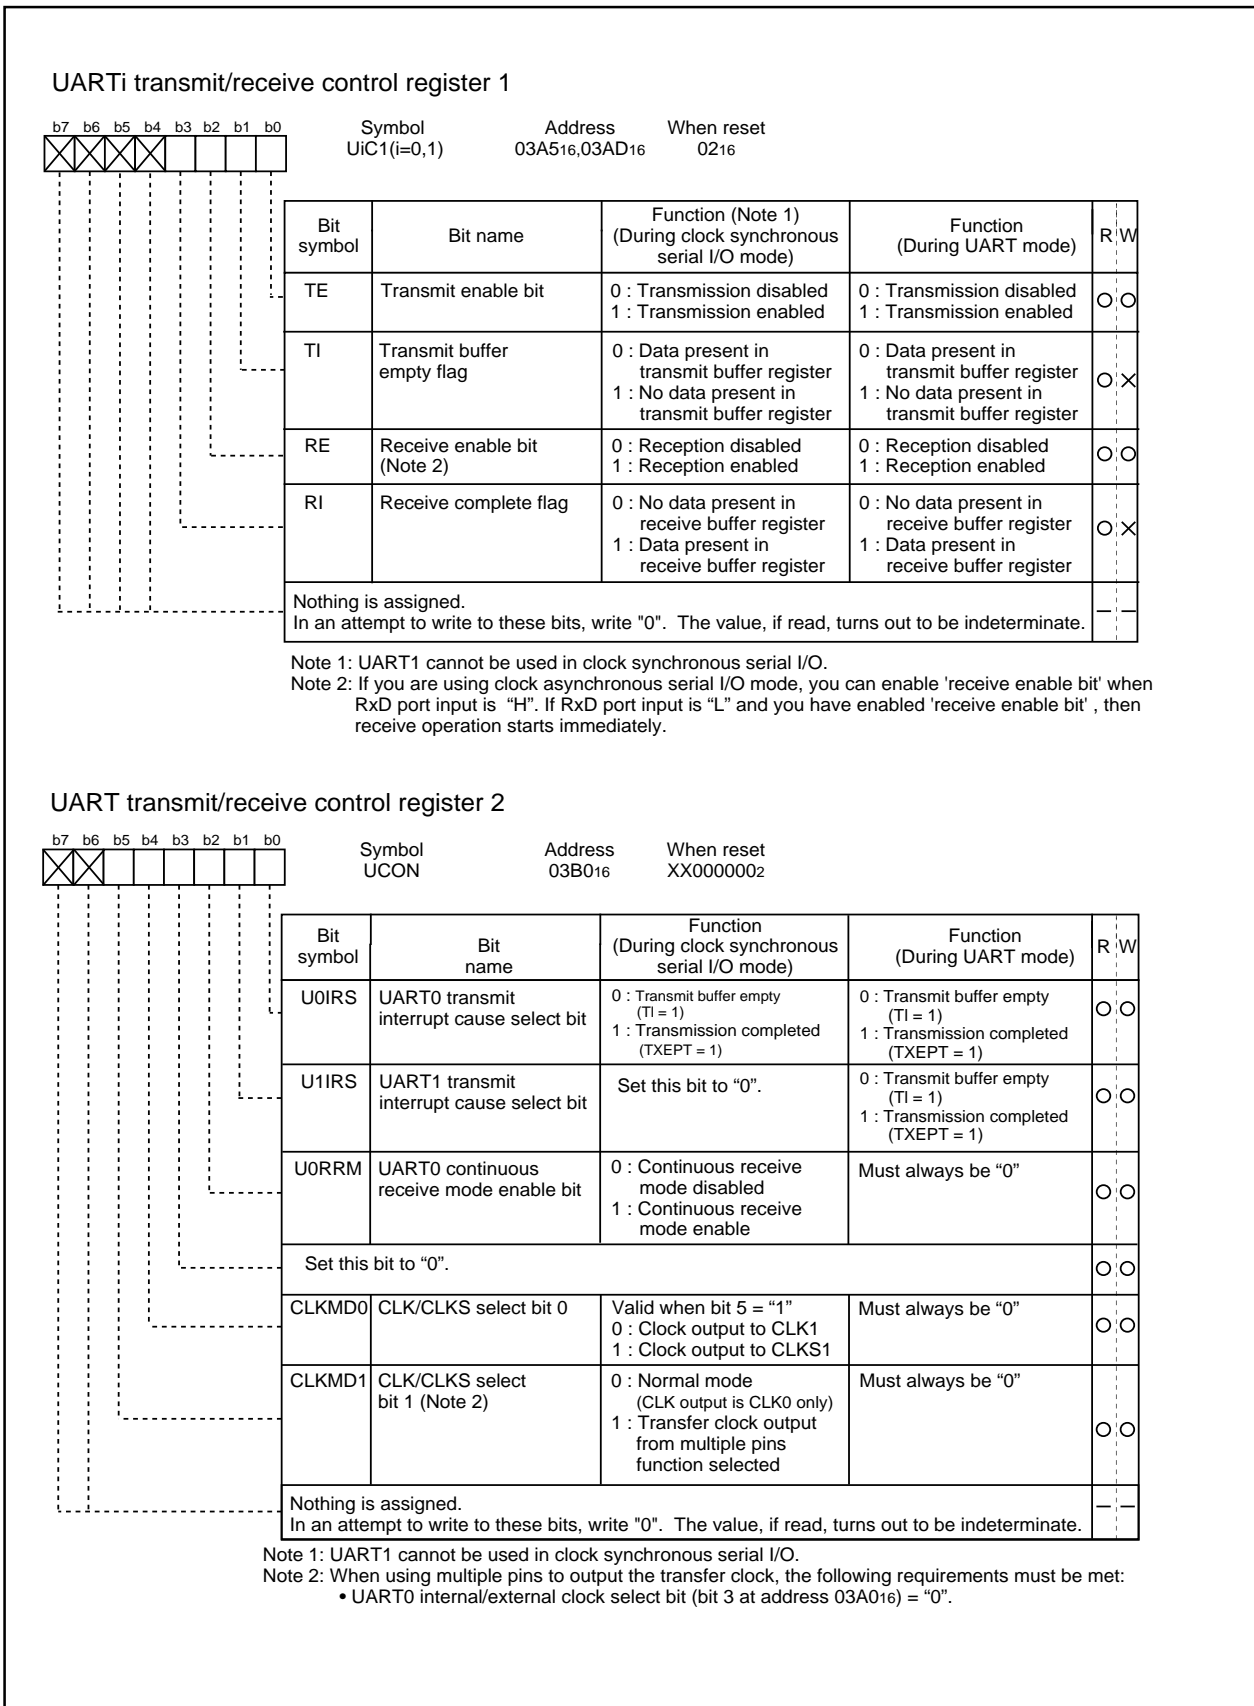 UARTi transmit/receive control register 1
b7 b6 b5 b4 b3 b2 b1 b0
Symbol Address When reset
UiC1(i=0,1) 03A516,03AD16 0216
Bit symbol Bit name Function (Note 1) (During clock synchronous serial I/O mode) Function (During UART mode) R W
TE Transmit enable bit 0 : Transmission disabled 0 : Transmission disabled
1 : Transmission enabled 1 : Transmission enabled
TI Transmit buffer 0 : Data present in 0 : Data present in
empty flag transmit buffer register transmit buffer register
1 : No data present in 1 : No data present in
transmit buffer register transmit buffer register
RE Receive enable bit 0 : Reception disabled 0 : Reception disabled
(Note 2) 1 : Reception enabled 1 : Reception enabled
RI Receive complete flag 0 : No data present in 0 : No data present in
receive buffer register receive buffer register
1 : Data present in 1 : Data present in
receive buffer register receive buffer register
Nothing is assigned.
In an attempt to write to these bits, write "0". The value, if read, turns out to be indeterminate.
Note 1: UART1 cannot be used in clock synchronous serial I/O.
Note 2: If you are using clock asynchronous serial I/O mode, you can enable 'receive enable bit' when
RxD port input is “H”. If RxD port input is “L” and you have enabled 'receive enable bit' , then
receive operation starts immediately.
UART transmit/receive control register 2
b7 b6 b5 b4 b3 b2 b1 b0
Symbol Address When reset
UCON 03B016 XX0000002
Bit symbol Bit name Function (During clock synchronous serial I/O mode) Function (During UART mode) R W
U0IRS UART0 transmit 0 : Transmit buffer empty 0 : Transmit buffer empty
interrupt cause select bit (TI = 1) (TI = 1)
1 : Transmission completed 1 : Transmission completed
(TXEPT = 1) (TXEPT = 1)
U1IRS UART1 transmit Set this bit to “0”. 0 : Transmit buffer empty
interrupt cause select bit (TI = 1)
1 : Transmission completed
(TXEPT = 1)
U0RRM UART0 continuous 0 : Continuous receive Must always be “0”
receive mode enable bit mode disabled
1 : Continuous receive
mode enable
Set this bit to “0”.
CLKMD0 CLK/CLKS select bit 0 Valid when bit 5 = “1” Must always be “0”
0 : Clock output to CLK1
1 : Clock output to CLKS1
CLKMD1 CLK/CLKS select 0 : Normal mode Must always be “0”
bit 1 (Note 2) (CLK output is CLK0 only)
1 : Transfer clock output
from multiple pins
function selected
Nothing is assigned.
In an attempt to write to these bits, write "0". The value, if read, turns out to be indeterminate.
Note 1: UART1 cannot be used in clock synchronous serial I/O.
Note 2: When using multiple pins to output the transfer clock, the following requirements must be met:
• UART0 internal/external clock select bit (bit 3 at address 03A016) = “0”.